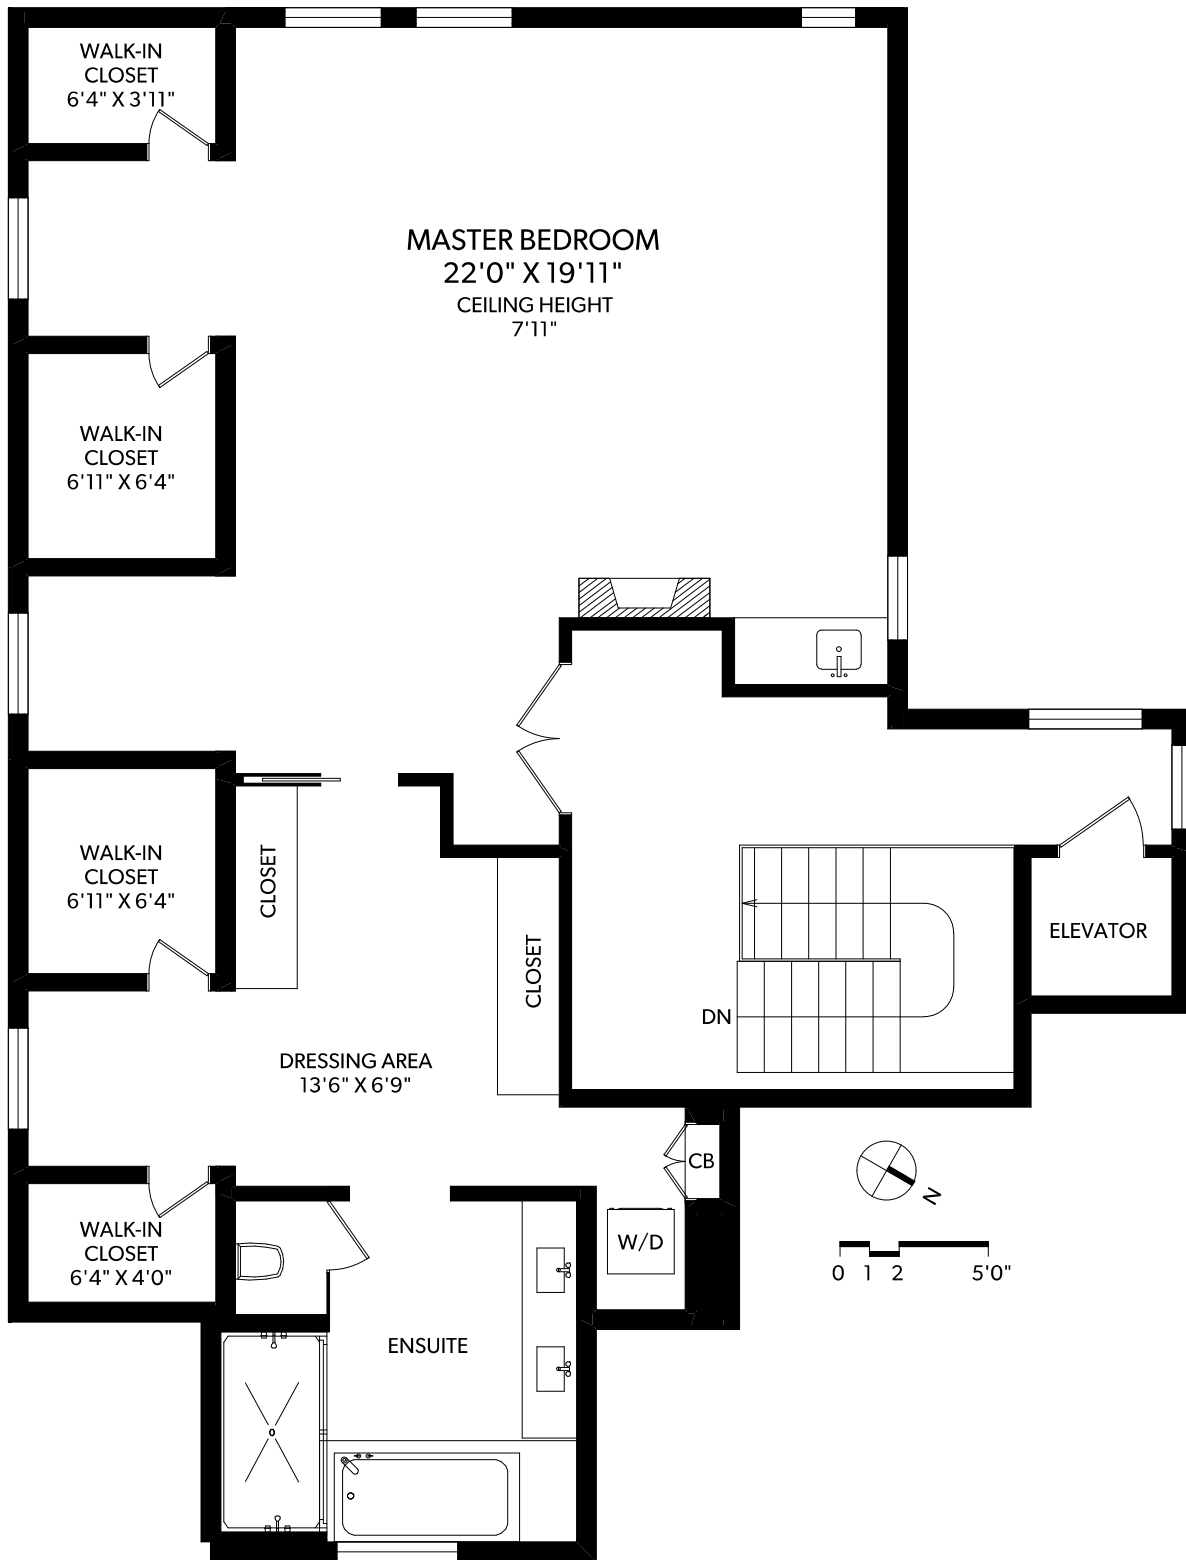 WALK-IN
CLOSET
6'4" X 3'11"
MASTER BEDROOM
22'0" X 19'11"
CEILING HEIGHT
7'11"
WALK-IN
CLOSET
6'11" X 6'4"
WALK-IN
CLOSET
6'11" X 6'4"
CLOSET
CLOSET
ELEVATOR
DN
DRESSING AREA
13'6" X 6'9"
CB
N
WALK-IN
CLOSET
6'4" X 4'0"
W/D
0 1 2 5'0"
ENSUITE